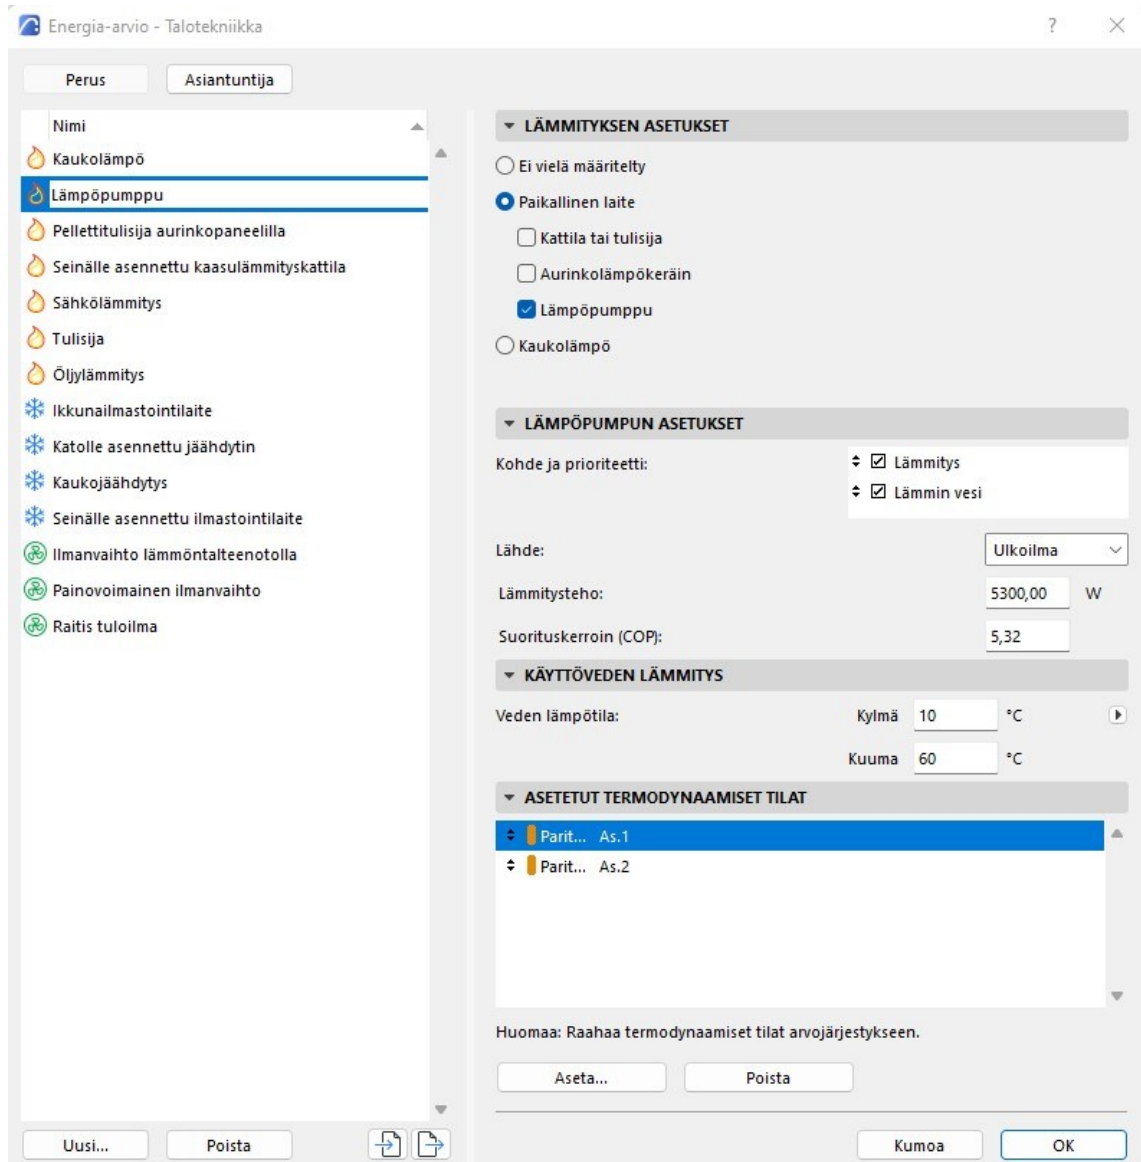 Energia-arvio - Talotekniikka ?
Perus Asiantuntija
Nimi
Kaukolämpö
Lämpöpumppu
Pellettitulisija aurinkopaneelilla
Seinälle asennettu kaasulämmityskattila
Sähkölämmitys
Tulisija
Öljylämmitys
Ikkunailmastointilaite
Katolle asennettu jäähdytin
Kaukojäähdytys
Seinälle asennettu ilmastointilaite
Ilmanvaihto lämmöntalteenotolla
Painovoimainen ilmanvaihto
Raitis tuloilma
Uusi... Poista
LÄMMITYKSEN ASETUKSET
Ei vielä määritelty
Paikallinen laite
Kattila tai tulisija
Aurinkolämpökeräin
Lämpöpumppu
Kaukolämpö
LÄMPÖPUMPUN ASETUKSET
Kohde ja prioriteetti: Lämmitys
Lämmin vesi
Lähde: Ulkoilma
Lämmitysteho: 5300,00 W
Suorituskerroin (COP): 5,32
KÄYTTÖVEDEN LÄMMITYS
Veden lämpötila: Kylmä 10 °C
Kuuma 60 °C
ASETETUT TERMODYNAAMISET TILAT
Parit... As.1
Parit... As.2
Huomaa: Raahaa termodynaamiset tilat arvojärjestykseen.
Aseta... Poista
Kumoa OK